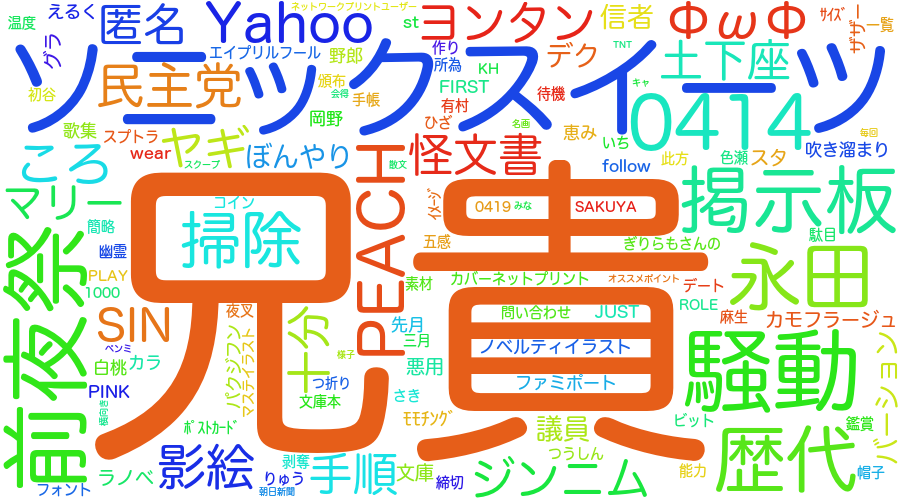 ネットワークプリントユーザー
えるく
匿名
Yahoo
ヨンタン
信者
ΦωΦ
ｻｲｽﾞ
ザザー
一覧
温度
グラ
st
エイプリルフール
野郎
作り
所為
デク
TNT
土下座
ソニックスイーツ
民主党
KH
FIRST
キャ
0414
初谷
頒布
会得
手帳
有村
待機
歌集
スプトラ
岡野
ひざ
名画
恵み
毎回
ころ
wear
ヤギ
スクープ
ぼんやり
散文
怪文書
いち
follow
此方
色瀬
スタ
吹き溜まり
マリー
コイン
PEACH
ｲﾒｰｼﾞ
0419
みな
SAKUYA
掲示板
簡略
掃除
兄貴
五感
ぎりらもさんの
駄目
幽霊
前夜祭
PLAY
1000
素材
カバーネットプリント
オススメポイント
デート
永田
SIN
夜叉
十分
先月
問い合わせ
JUST
ROLE
麻生
カモフラージュ
ペンミ
白桃
カラ
パクジフン
マステイラスト
様子
三月
ノベルティイラスト
騒動
バージョン
PINK
つ折り
悪用
ファミポート
文庫本
さき
横向き
ﾎﾟｽﾄｶｰﾄﾞ
ﾓﾓﾁﾝｸﾞ
議員
ビット
鑑賞
影絵
剥奪
つうしん
歴代
ラノベ
りゅう
手順
文庫
締切
ジンニム
能力
帽子
フォント
朝日新聞